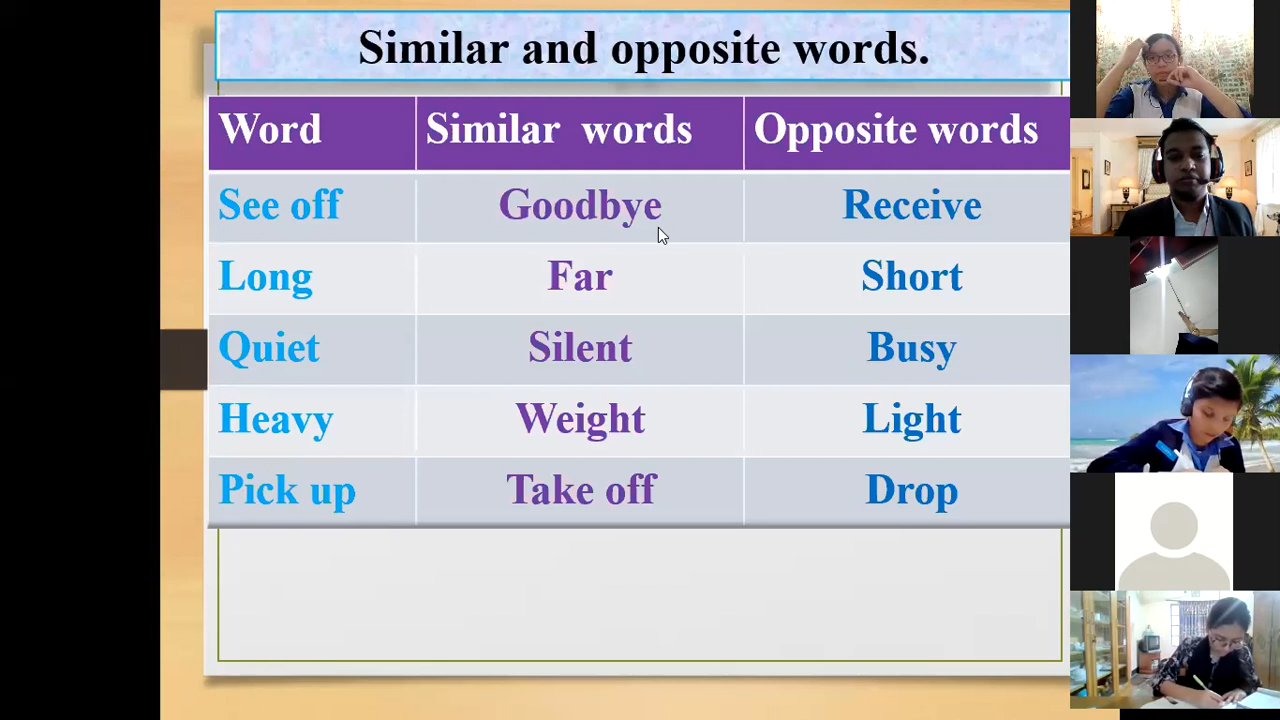 Similar and opposite words.
Word Similar words Opposite words
See off Goodbye Receive
Long Far Short
Quiet Silent Busy
Heavy Weight Light
Pick up Take off Drop